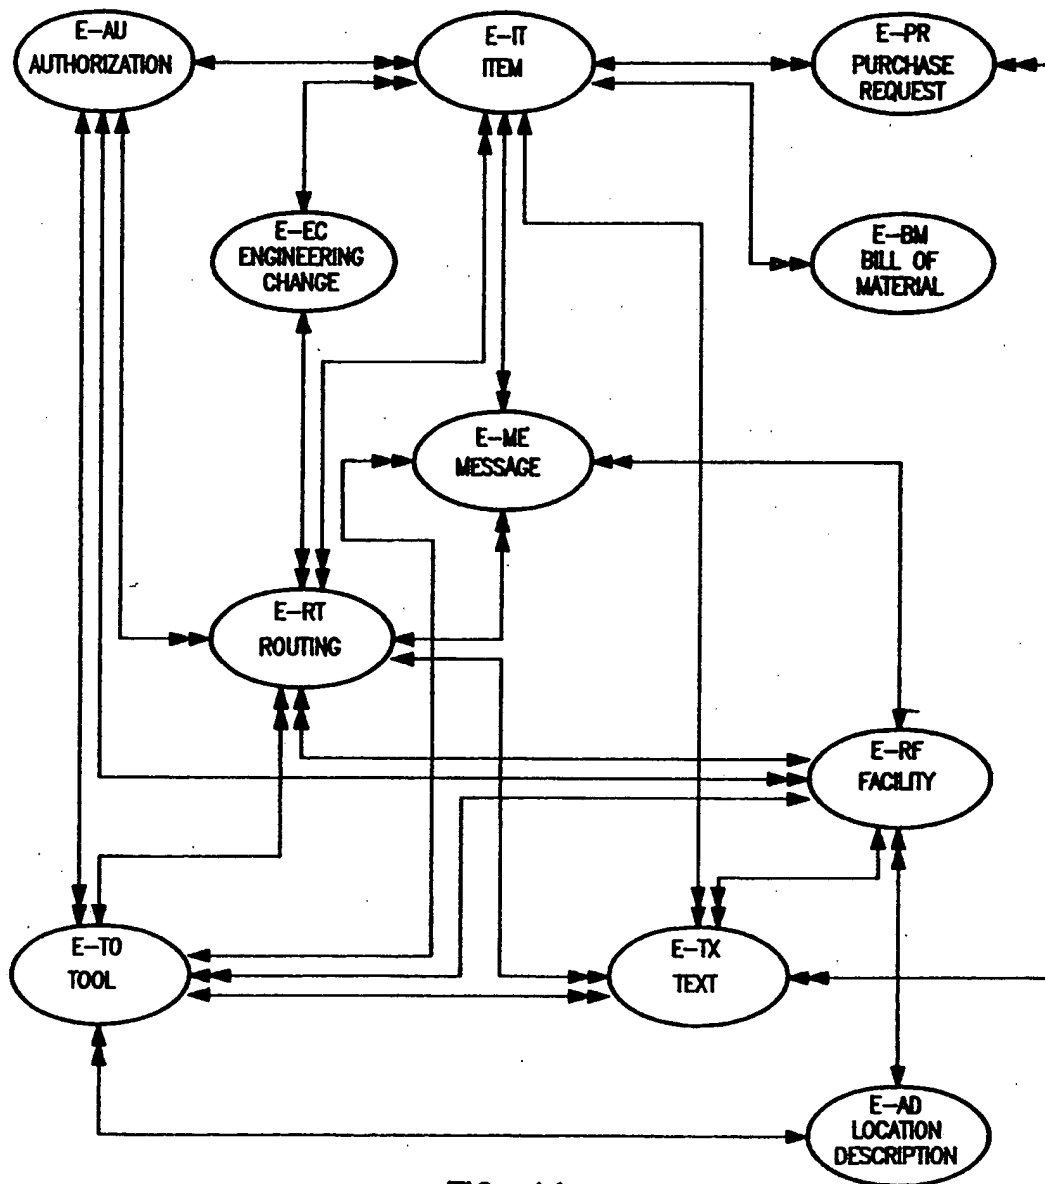 E-AU
AUTHORIZATION
E-IT
ITEM
E-PR
PURCHASE
REQUEST
E-EC
ENGINEERING
CHANGE
E-BM
BILL OF
MATERIAL
E-ME
MESSAGE
E-RT
ROUTING
E-RF
FACILITY
E-TO
TOOL
E-TX
TEXT
E-AD
LOCATION
DESCRIPTION